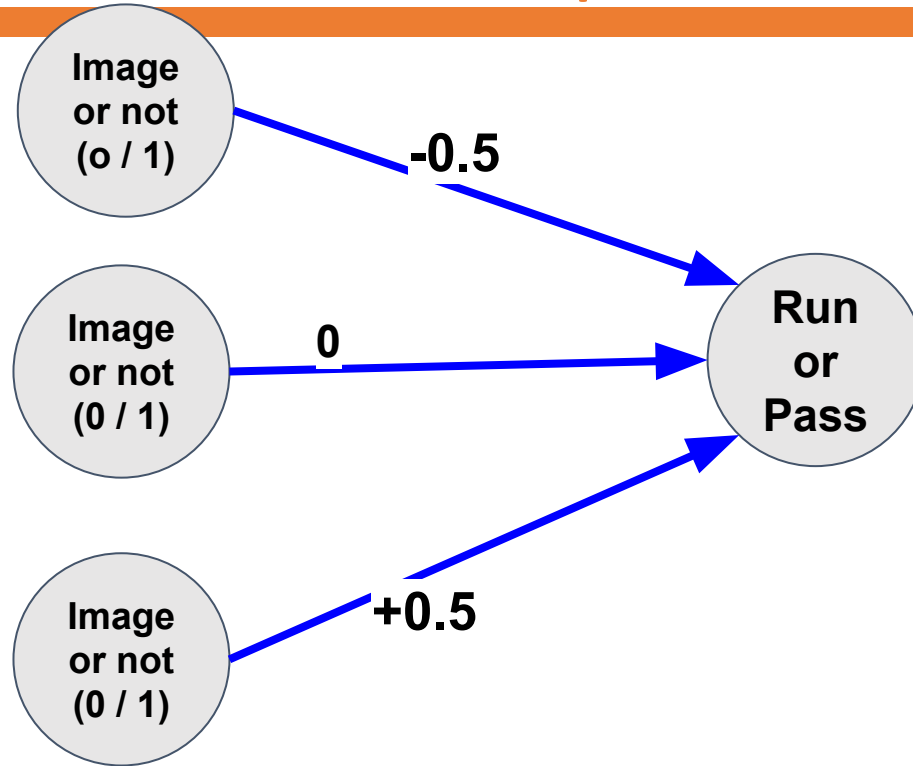 Image
or not
(o / 1)
-0.5
Image
or not
(0 / 1)
0
Run
or
Pass
Image
or not
(0 / 1)
+0.5